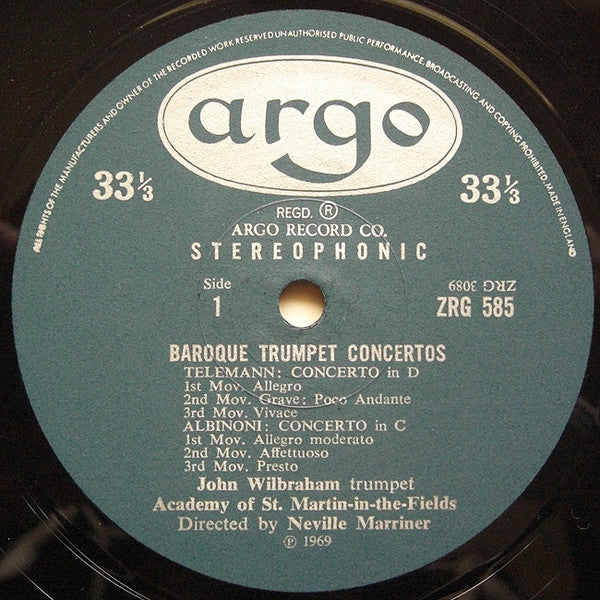 ALL RIGHTS OF THE MANUFACTURERS AND OWNER OF THE RECORDED WORK RESERVED UNAUTHORISED PUBLIC PERFORMANCE, BROADCASTING AND COPYING PROHIBITED. MADE IN ENGLAND
argo
33⅓
33⅓
REGD. ®
ARGO RECORD CO.
STEREOPHONIC
Side
1
ZRG 3089
ZRG 585
BAROQUE TRUMPET CONCERTOS
TELEMANN: CONCERTO in D
1st Mov. Allegro
2nd Mov. Grave: Poco Andante
3rd Mov. Vivace
ALBINONI: CONCERTO in C
1st Mov. Allegro moderato
2nd Mov. Affettuoso
3rd Mov. Presto
John Wilbraham trumpet
Academy of St. Martin-in-the-Fields
Directed by Neville Marriner
℗ 1969